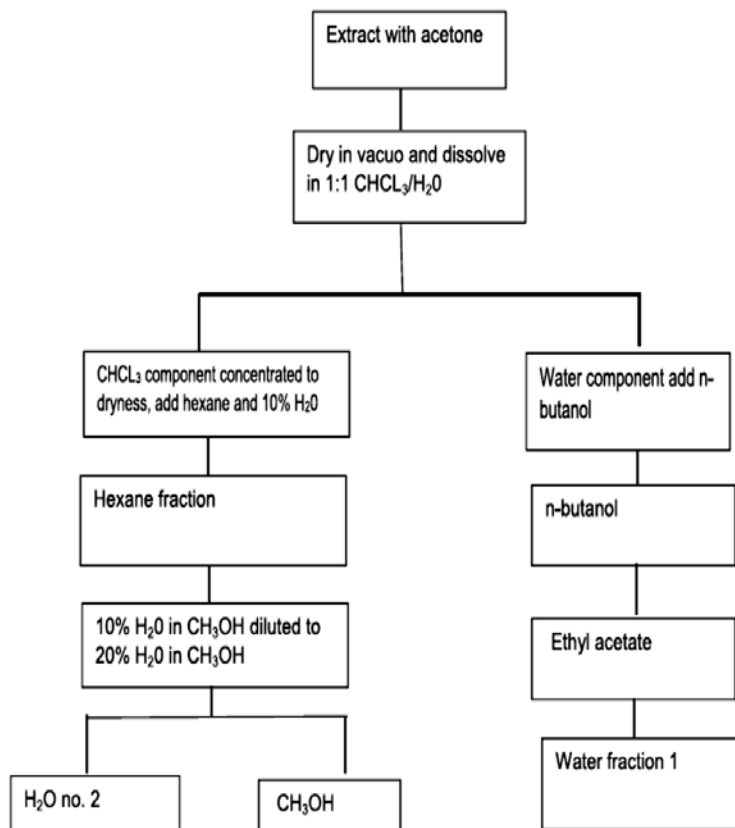 Extract with acetone
Dry in vacuo and dissolve
in 1:1 CHCL₃/H₂0
CHCL₃ component concentrated to
dryness, add hexane and 10% H₂0
Hexane fraction
10% H₂0 in CH₃OH diluted to
20% H₂0 in CH₃OH
H₂O no. 2
CH₃OH
Water component add n-
butanol
n-butanol
Ethyl acetate
Water fraction 1